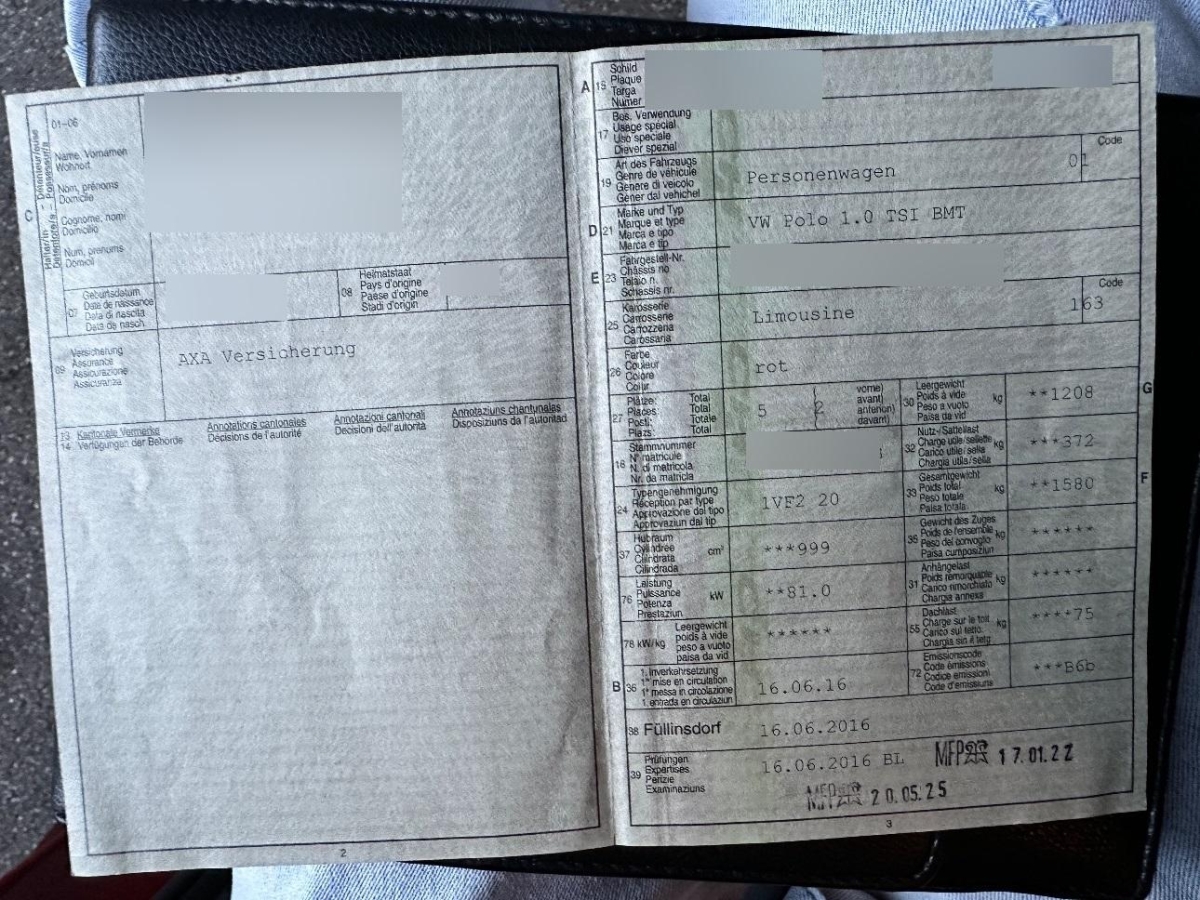 C
Halter/in - Détenteur/euse
Detentore/a - Possessur/a
01-06
Name, Vornamen
Wohnort
Nom, prénoms
Domicile
Cognome, nomi
Domicilio
Num, prenums
Domicil
07
Geburtsdatum
Date de naissance
Data di nascita
Data da nasch.
08
Heimatstaat
Pays d'origine
Paese d'origine
Stadi d'origin
09
Versicherung
Assurance
Assicurazione
Assicuranza
AXA Versicherung
13 Kantonale Vermerke
14 Verfügungen der Behörde
Annotations cantonales
Décisions de l'autorité
Annotazioni cantonali
Decisioni dell'autorità
Annotaziuns chantunalas
Disposiziuns da l'autoritad
2
A 15
Schild
Plaque
Targa
Numer
17
Bes. Verwendung
Usage spécial
Uso speciale
Diever spezial
19
Art des Fahrzeugs
Genre de véhicule
Genere di veicolo
Gener dal vehichel
Personenwagen
Code
01
D 21
Marke und Typ
Marque et type
Marca e tipo
Marca e tip
VW Polo 1.0 TSI BMT
E 23
Fahrgestell-Nr.
Châssis no
Telaio n.
Schassis nr.
25
Karosserie
Carrosserie
Carrozzeria
Carossaria
Limousine
Code
163
26
Farbe
Couleur
Colore
Colur
rot
27
Plätze: Total
Places: Total
Posti: Totale
Plazs: Total
5 ( 2
vorne)
avant)
anteriori)
davant)
30
Leergewicht
Poids à vide
Peso a vuoto
Paisa da vid
kg
**1208
G
18
Stammnummer
N° matricule
N. di matricola
Nr. da matricla
32
Nutz-/Sattellast
Charge utile/sellette
Carico utile/sella
Chargia utila/sella
kg
***372
24
Typengenehmigung
Réception par type
Approvazione del tipo
Approvaziun dal tip
1VF2 20
33
Gesamtgewicht
Poids total
Peso totale
Paisa totala
kg
**1580
F
37
Hubraum
Cylindrée
Cilindrata
Cilindrada
cm³
***999
35
Gewicht des Zuges
Poids de l'ensemble
Peso del convoglio
Paisa cumposiziun
kg
******
76
Leistung
Puissance
Potenza
Prestaziun
kW
**81.0
31
Anhängelast
Poids remorquable
Carico rimorchiato
Chargia annexa
kg
******
78 kW/kg
Leergewicht
poids à vide
peso a vuoto
paisa da vid
******
55
Dachlast
Charge sur le toit
Carico sul tetto
Chargia sin il tetg
kg
****75
B 36
1. Inverkehrsetzung
1re mise en circulation
1a messa in circolazione
1. entrada en circulaziun
16.06.16
72
Emissionscode
Code émissions
Codice emissioni
Code d'emissiuns
***B6b
38 Füllinsdorf
16.06.2016
39
Prüfungen
Expertises
Perizie
Examinaziuns
16.06.2016 BL
MFP 17.01.22
MFP 20.05.25
3